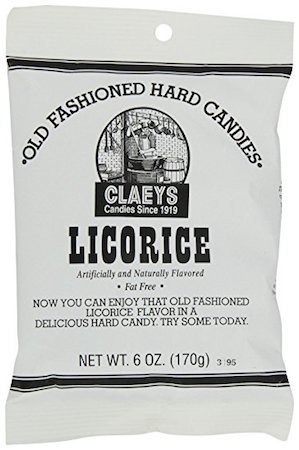 •OLD FASHIONED HARD CANDIES•
CLAEYS
Candies Since 1919
LICORICE
Artificially and Naturally Flavored
• Fat Free •
NOW YOU CAN ENJOY THAT OLD FASHIONED
LICORICE FLAVOR IN A
DELICIOUS HARD CANDY. TRY SOME TODAY.
NET WT. 6 OZ. (170g) 3/95